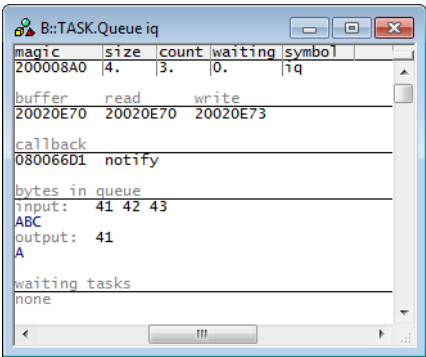 B::TASK.Queue iq
magic size count waiting symbol
200008A0 4. 3. 0. iq
buffer read write
20020E70 20020E70 20020E73
callback
080066D1 notify
bytes in queue
input: 41 42 43
ABC
output: 41
A
waiting tasks
none